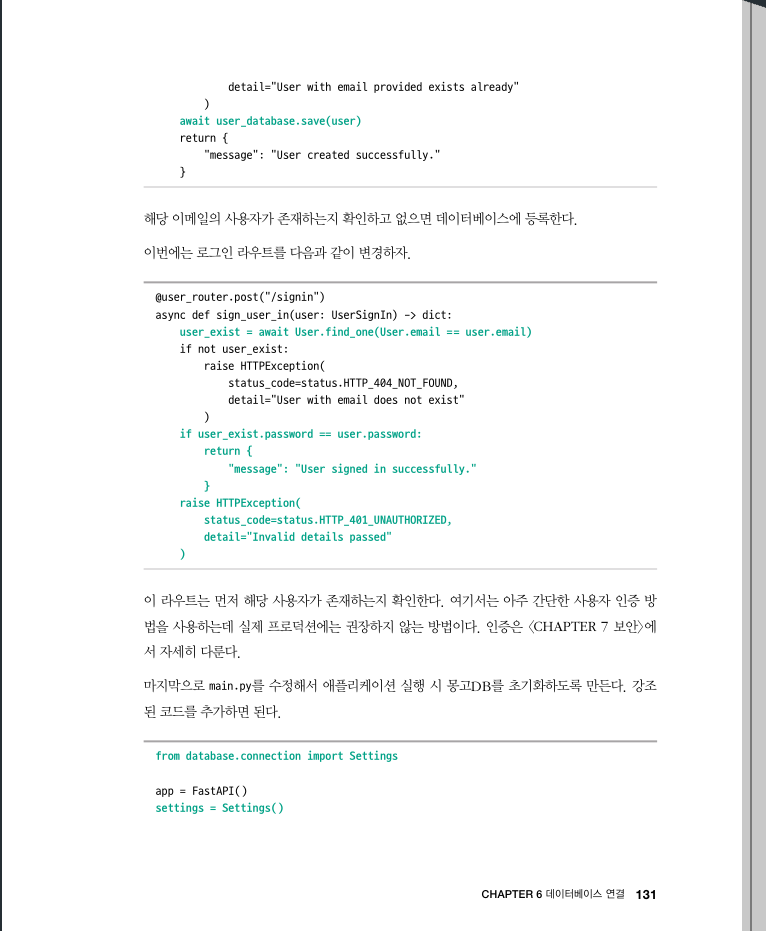 detail="User with email provided exists already"
        )
    await user_database.save(user)
    return {
        "message": "User created successfully."
    }
해당 이메일의 사용자가 존재하는지 확인하고 없으면 데이터베이스에 등록한다.
이번에는 로그인 라우트를 다음과 같이 변경하자.
@user_router.post("/signin")
async def sign_user_in(user: UserSignIn) -> dict:
    user_exist = await User.find_one(User.email == user.email)
    if not user_exist:
        raise HTTPException(
            status_code=status.HTTP_404_NOT_FOUND,
            detail="User with email does not exist"
        )
    if user_exist.password == user.password:
        return {
            "message": "User signed in successfully."
        }
    raise HTTPException(
        status_code=status.HTTP_401_UNAUTHORIZED,
        detail="Invalid details passed"
    )
이 라우트는 먼저 해당 사용자가 존재하는지 확인한다. 여기서는 아주 간단한 사용자 인증 방
법을 사용하는데 실제 프로덕션에는 권장하지 않는 방법이다. 인증은 〈CHAPTER 7 보안〉에
서 자세히 다룬다.
마지막으로 main.py를 수정해서 애플리케이션 실행 시 몽고DB를 초기화하도록 만든다. 강조
된 코드를 추가하면 된다.
from database.connection import Settings
app = FastAPI()
settings = Settings()
CHAPTER 6 데이터베이스 연결 131